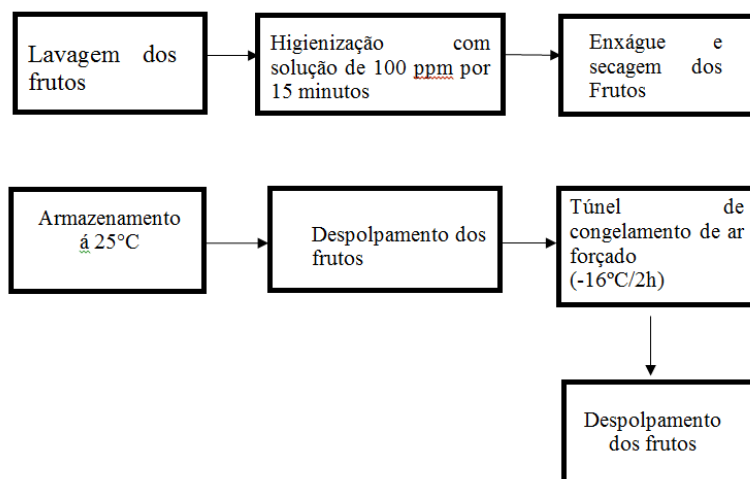 Lavagem dos
frutos
Higienização com
solução de 100 ppm por
15 minutos
Enxágue e
secagem dos
Frutos
Armazenamento
á 25°C
Despolpamento dos
frutos
Túnel de
congelamento de ar
forçado
(-16ºC/2h)
Despolpamento
dos frutos